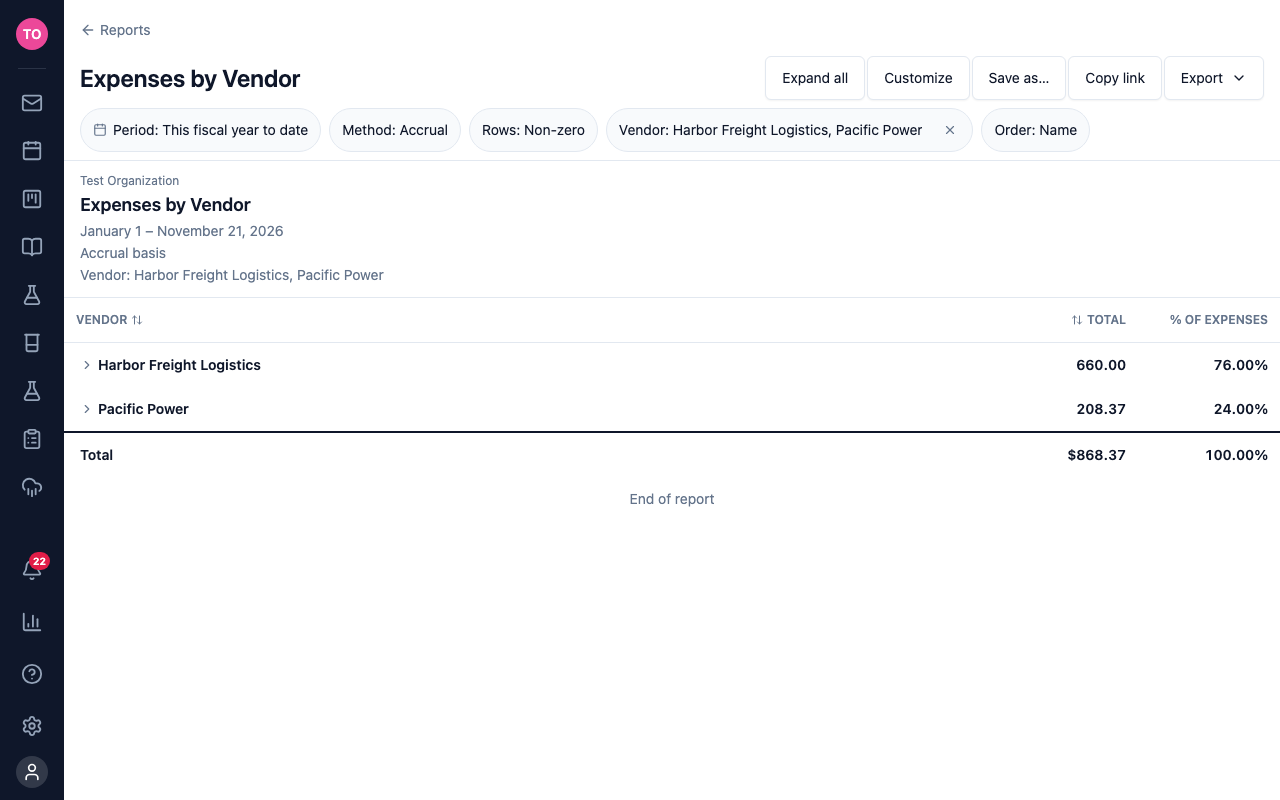 TO
Reports
Expenses by Vendor
Expand all
Customize
Save as...
Copy link
Export
Period: This fiscal year to date
Method: Accrual
Rows: Non-zero
Vendor: Harbor Freight Logistics, Pacific Power
Order: Name
Test Organization
Expenses by Vendor
January 1 – November 21, 2026
Accrual basis
Vendor: Harbor Freight Logistics, Pacific Power
VENDOR TOTAL % OF EXPENSES
Harbor Freight Logistics 660.00 76.00%
Pacific Power 208.37 24.00%
Total $868.37 100.00%
End of report
22